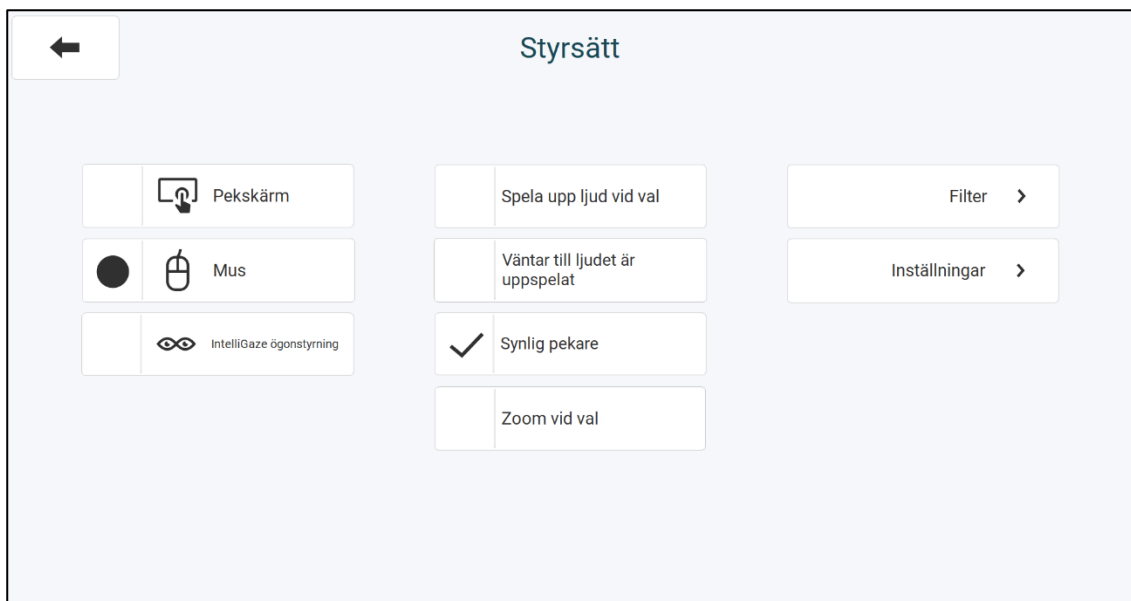 Styrsätt
Pekskärm
Mus
IntelliGaze ögonstyrning
Spela upp ljud vid val
Väntar till ljudet är
uppspelat
Synlig pekare
Zoom vid val
Filter
Inställningar